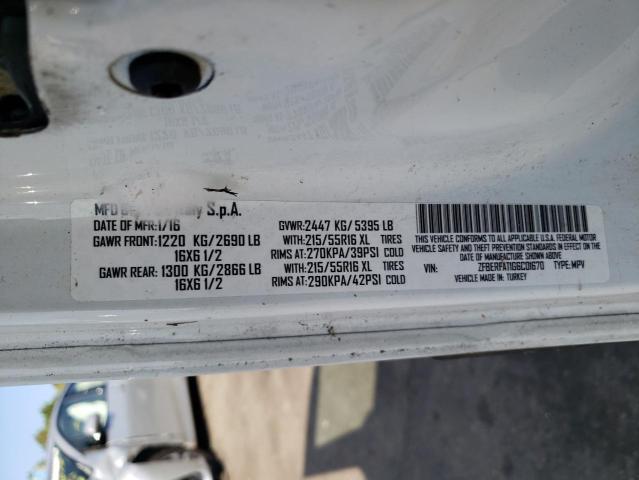 MFD aly S.p.A.
DATE OF MFR: 1/16
GAWR FRONT: 1220 KG/2690 LB
16X6 1/2
GAWR REAR: 1300 KG/2866 LB
16X6 1/2
GVWR: 2447 KG/ 5395 LB
WITH: 215/55R16 XL TIRES
RIMS AT: 270KPA/39PSI COLD
WITH: 215/55R16 XL TIRES
RIMS AT: 290KPA/42PSI COLD
THIS VEHICLE CONFORMS TO ALL APPLICABLE U.S.A. FEDERAL MOTOR
VEHICLE SAFETY AND THEFT PREVENTION STANDARDS IN EFFECT ON
THE DATE OF MANUFACTURE SHOWN ABOVE
VIN: ZFBERFAT1G6C01670 TYPE: MPV
VEHICLE MADE IN: TURKEY